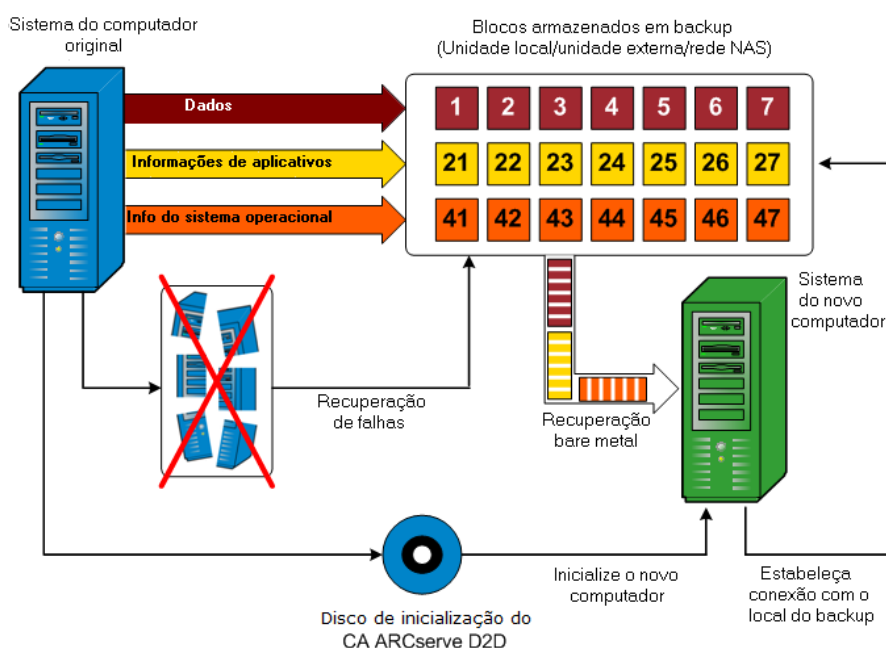 Sistema do computador
original
Blocos armazenados em backup
(Unidade local/unidade externa/rede NAS)
Dados
1 2 3 4 5 6 7
Informações de aplicativos
21 22 23 24 25 26 27
Info do sistema operacional
41 42 43 44 45 46 47
Sistema
do novo
computador
Recuperação
de falhas
Recuperação
bare metal
Inicialize o novo
computador
Estabeleça
conexão com o
local do backup
Disco de inicialização do
CA ARCserve D2D